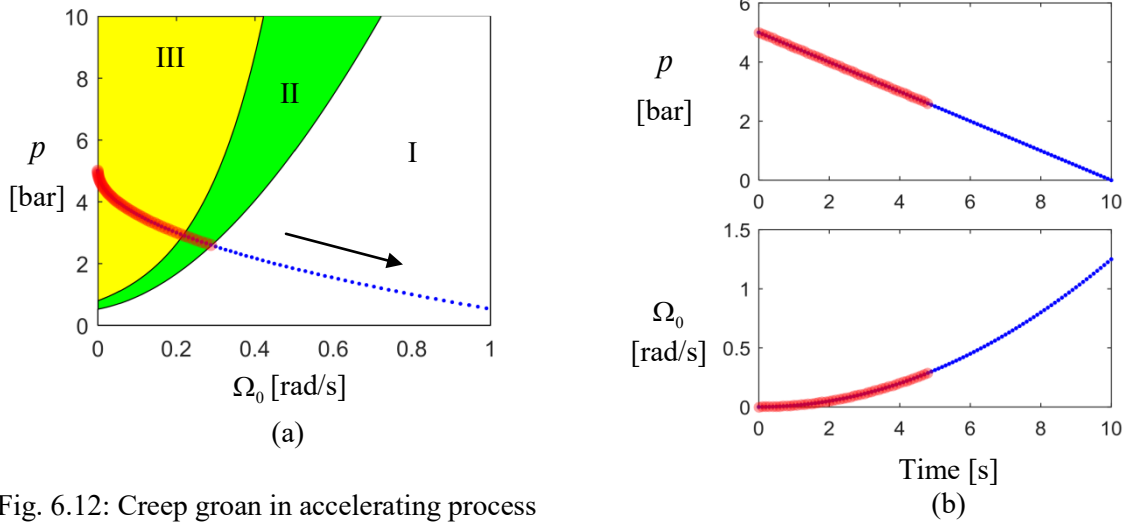 10
8
6
4
2
0
p
[bar]
III
II
I
0
0.2
0.4
0.6
0.8
1
Ω0 [rad/s]
(a)
6
4
2
0
p
[bar]
0
2
4
6
8
10
1.5
1
0.5
0
Ω0
[rad/s]
0
2
4
6
8
10
Time [s]
(b)
Fig. 6.12: Creep groan in accelerating process